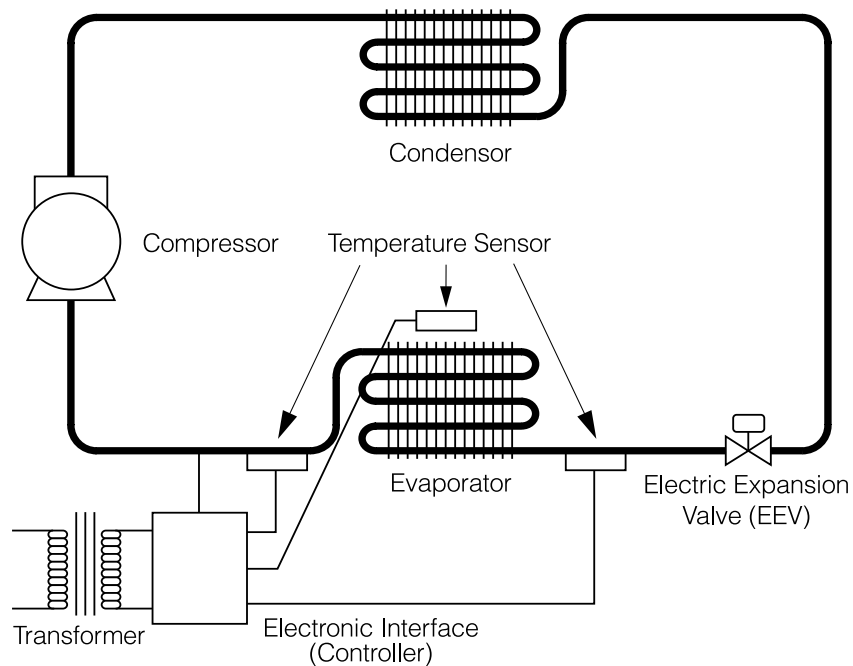 Condensor
Compressor
Temperature Sensor
Evaporator
Electric Expansion
Valve (EEV)
Transformer
Electronic Interface
(Controller)